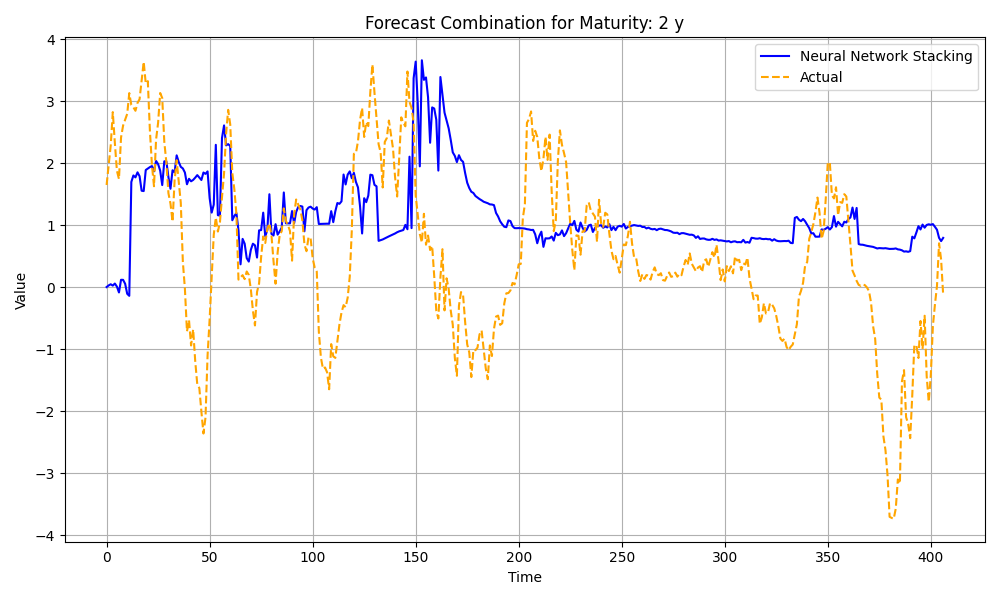 Forecast Combination for Maturity: 2 y
Neural Network Stacking
Actual
Value
4
3
2
1
0
−1
−2
−3
−4
0 50 100 150 200 250 300 350 400
Time